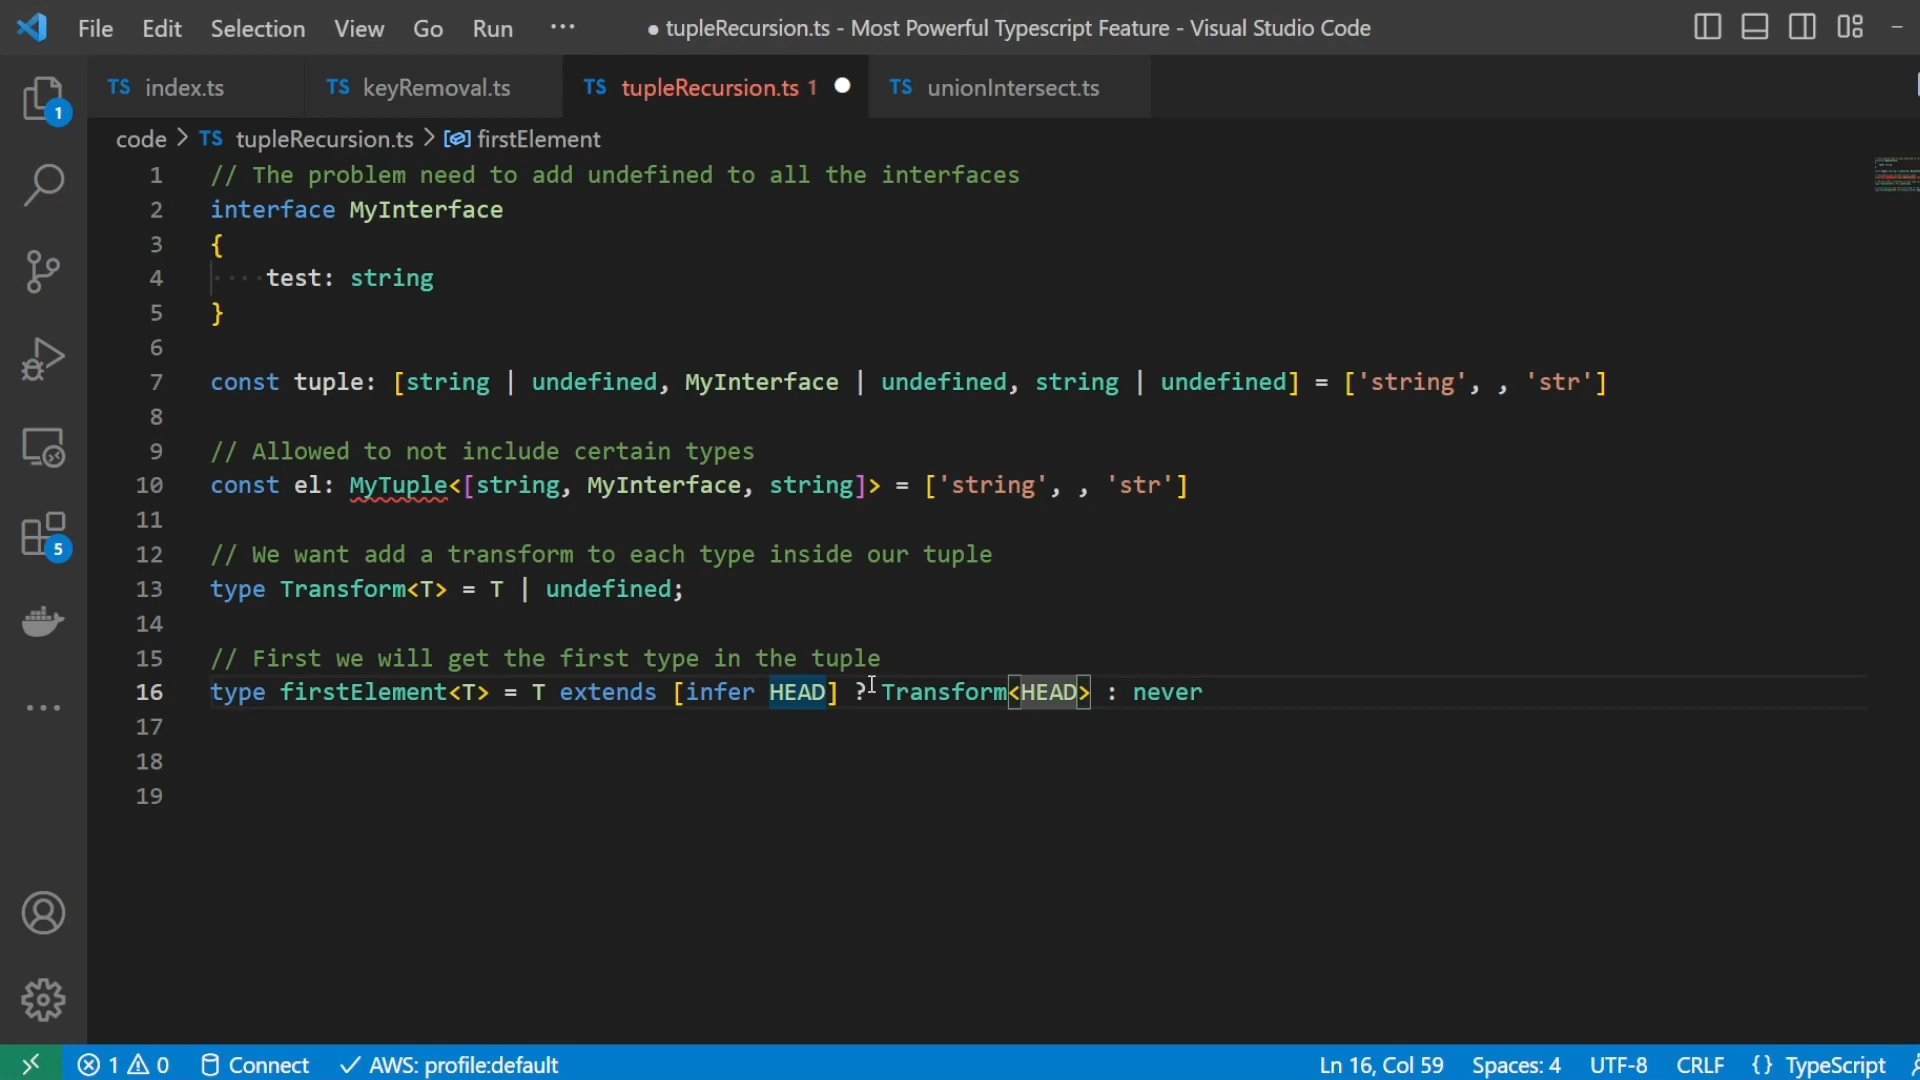 File Edit Selection View Go Run ··· ● tupleRecursion.ts - Most Powerful Typescript Feature - Visual Studio Code
TS index.ts TS keyRemoval.ts TS tupleRecursion.ts 1 TS unionIntersect.ts
code > TS tupleRecursion.ts > firstElement
1 // The problem need to add undefined to all the interfaces
2 interface MyInterface
3 {
4 ····test: string
5 }
6
7 const tuple: [string | undefined, MyInterface | undefined, string | undefined] = ['string', , 'str']
8
9 // Allowed to not include certain types
10 const el: MyTuple<[string, MyInterface, string]> = ['string', , 'str']
11
12 // We want add a transform to each type inside our tuple
13 type Transform<T> = T | undefined;
14
15 // First we will get the first type in the tuple
16 type firstElement<T> = T extends [infer HEAD] ? Transform<HEAD> : never
17
18
19
1
5
1 0 Connect AWS: profile:default Ln 16, Col 59 Spaces: 4 UTF-8 CRLF {} TypeScript